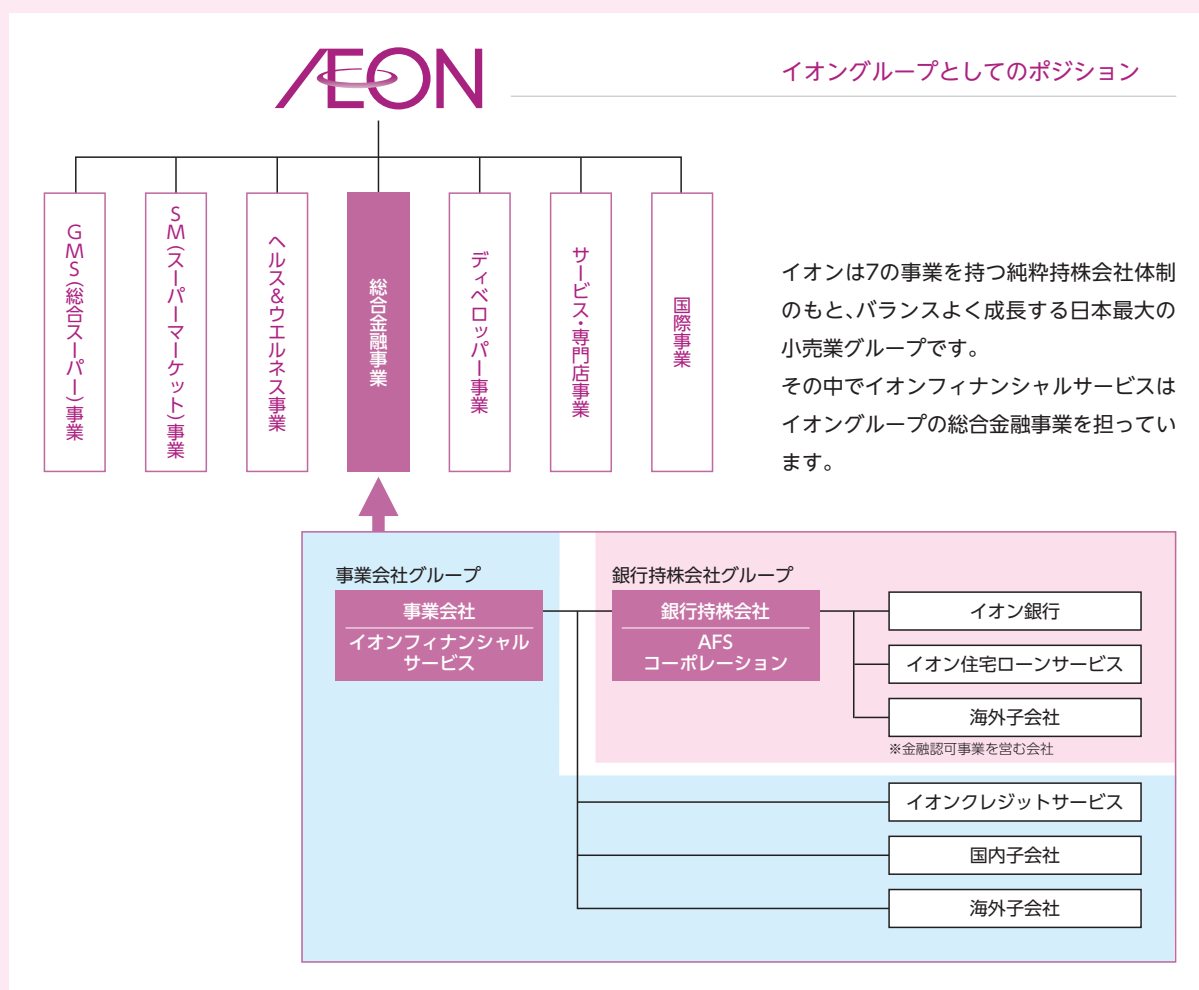 ÆON
イオングループとしてのポジション
GMS(総合スーパー)事業
SM(スーパーマーケット)事業
ヘルス&ウエルネス事業
総合金融事業
ディベロッパー事業
サービス・専門店事業
国際事業
イオンは7の事業を持つ純粋持株会社体制
のもと、バランスよく成長する日本最大の
小売業グループです。
その中でイオンフィナンシャルサービスは
イオングループの総合金融事業を担ってい
ます。
事業会社グループ
事業会社
イオンフィナンシャル
サービス
銀行持株会社グループ
銀行持株会社
AFS
コーポレーション
イオン銀行
イオン住宅ローンサービス
海外子会社
※金融認可事業を営む会社
イオンクレジットサービス
国内子会社
海外子会社